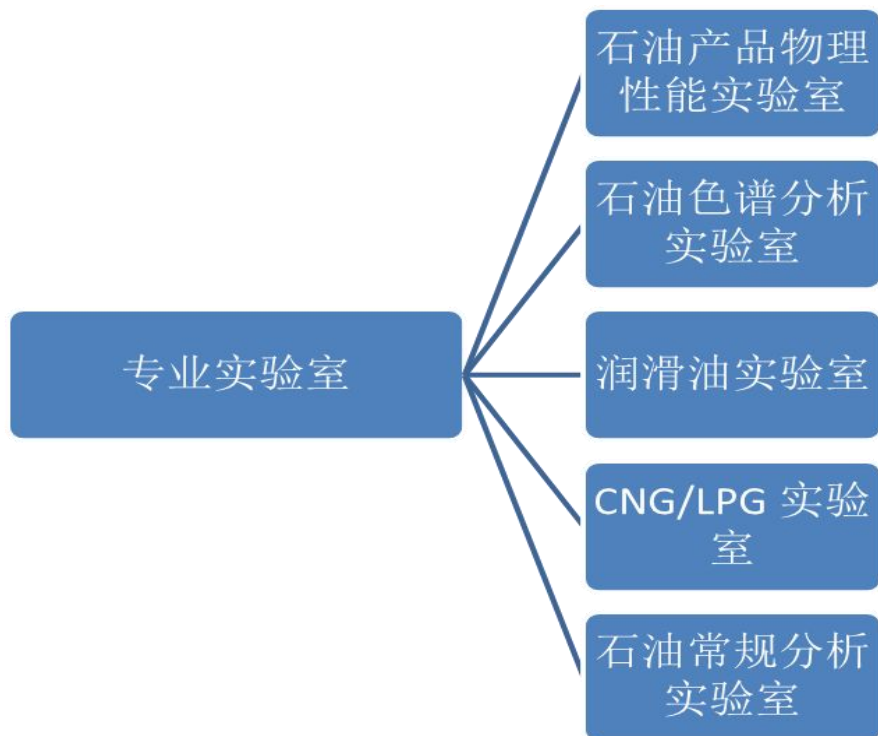 石油产品物理
性能实验室
石油色谱分析
实验室
专业实验室
润滑油实验室
CNG/LPG 实验
室
石油常规分析
实验室